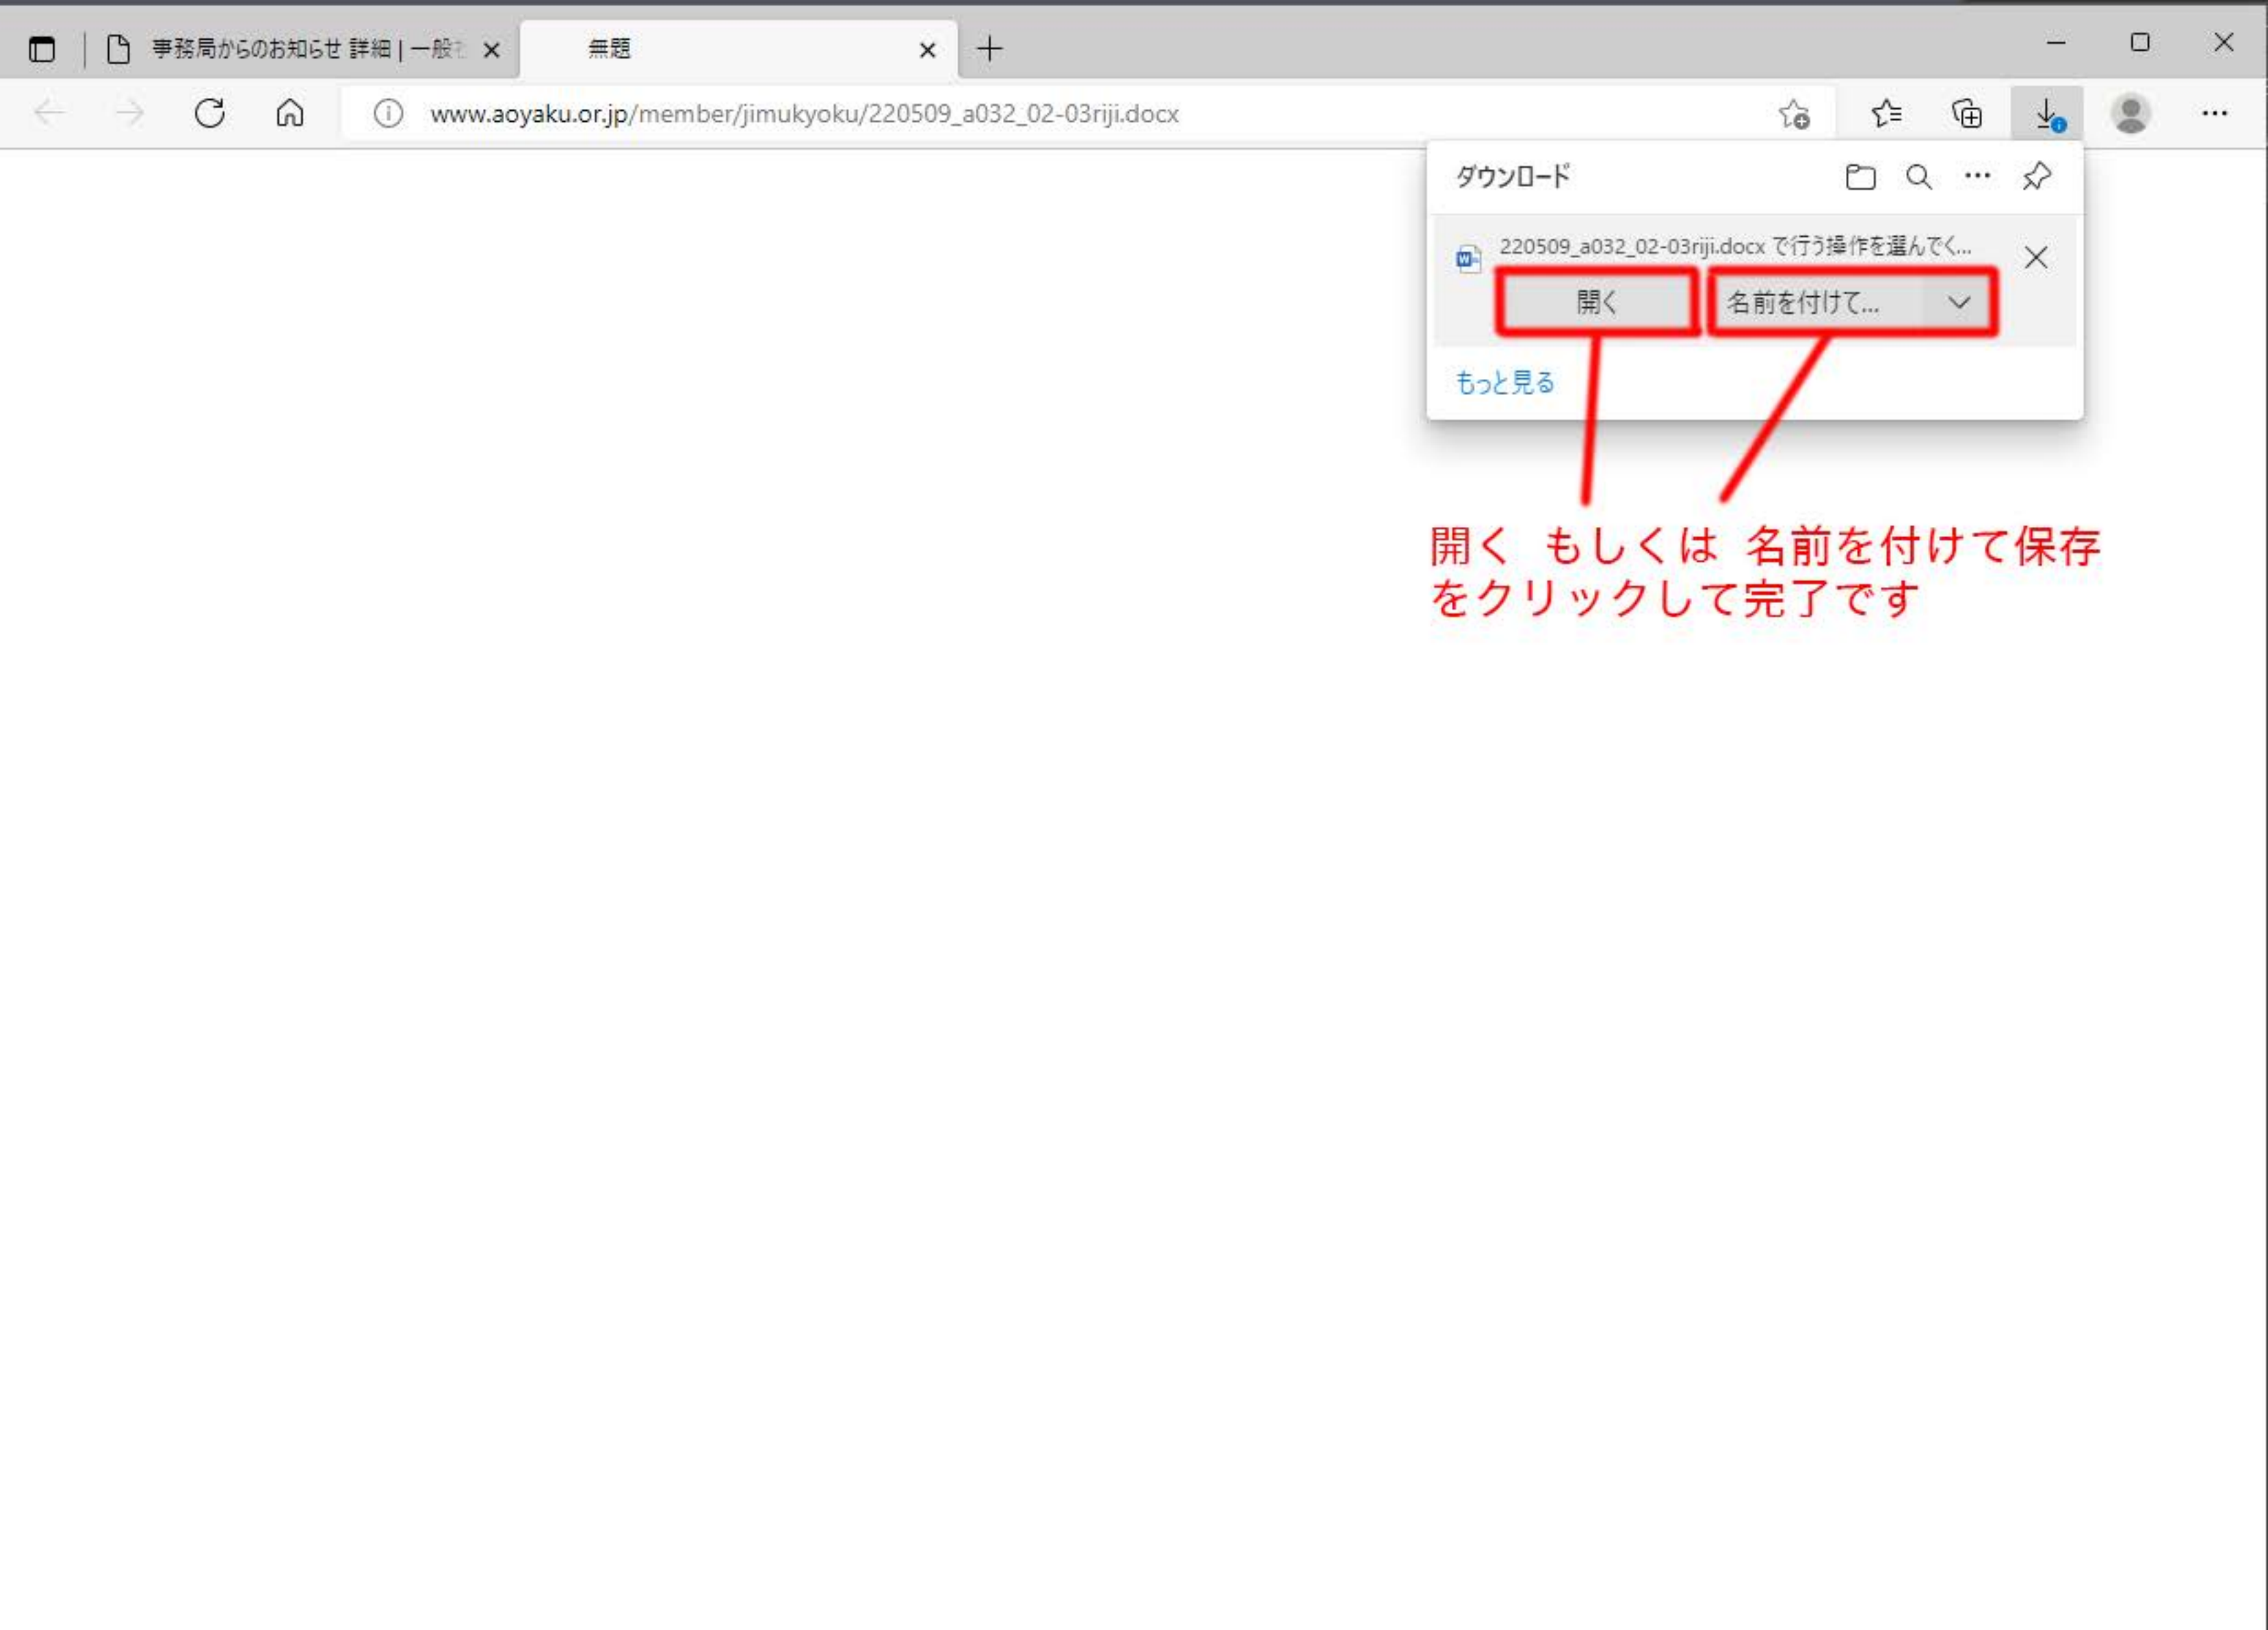 事務局からのお知らせ 詳細 | 一般
無題
www.aoyaku.or.jp/member/jimukyoku/220509_a032_02-03riji.docx
ダウンロード
220509_a032_02-03riji.docx で行う操作を選んでく...
開く
名前を付けて...
もっと見る
開く もしくは 名前を付けて保存
をクリックして完了です